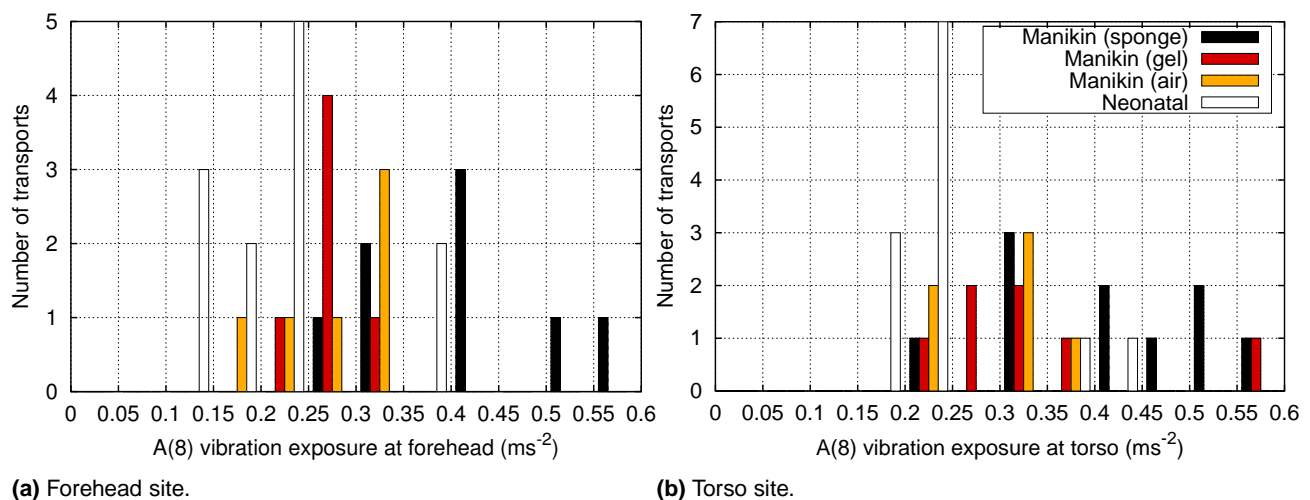 5
4
3
2
1
0
Number of transports
0 0.05 0.1 0.15 0.2 0.25 0.3 0.35 0.4 0.45 0.5 0.55 0.6
A(8) vibration exposure at forehead (ms⁻²)
(a) Forehead site.
7
6
5
4
3
2
1
0
Number of transports
Manikin (sponge)
Manikin (gel)
Manikin (air)
Neonatal
0 0.05 0.1 0.15 0.2 0.25 0.3 0.35 0.4 0.45 0.5 0.55 0.6
A(8) vibration exposure at torso (ms⁻²)
(b) Torso site.